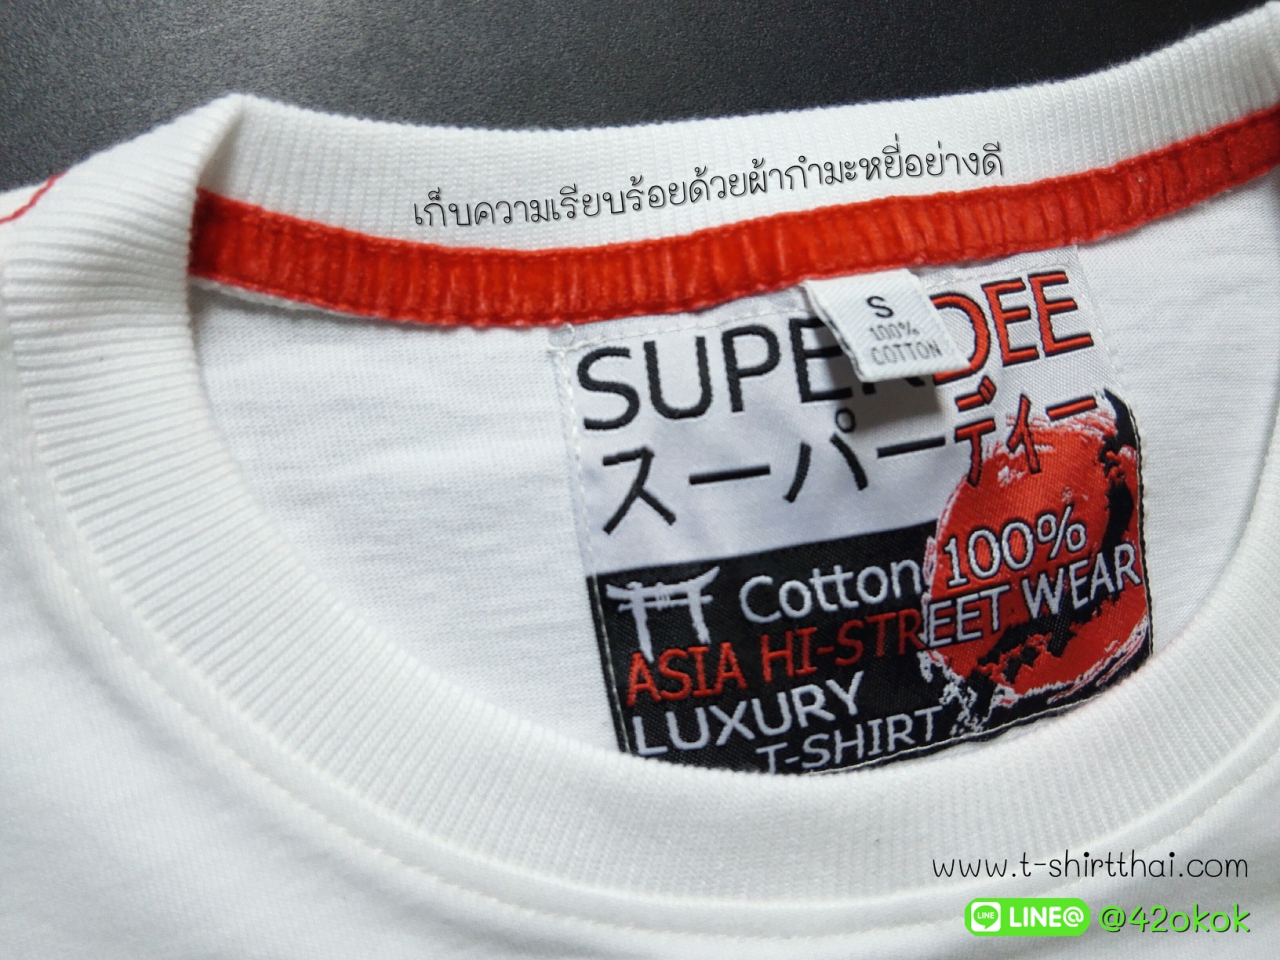 เก็บความเรียบร้อยด้วยผ้ากำมะหยี่อย่างดี
S
100%
COTTON
SUPERDEE
スーパーディー
Cotton 100%
ASIA HI-STREET WEAR
LUXURY
T-SHIRT
www.t-shirtthai.com
LINE LINE@ @42okok